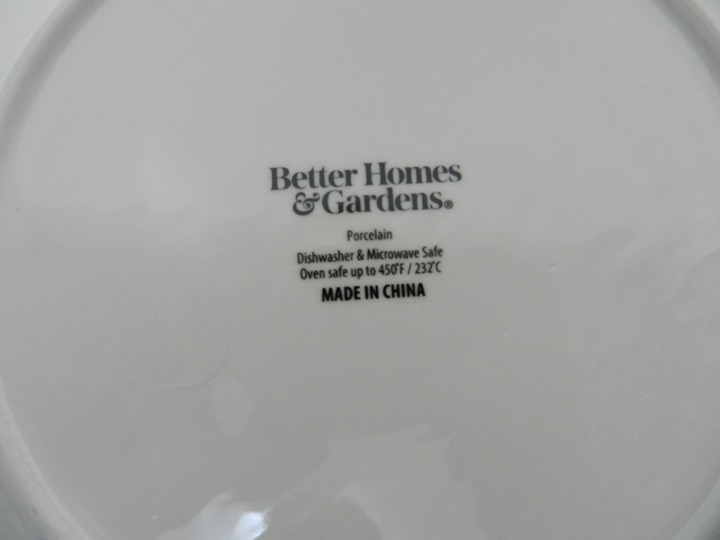 Better Homes
& Gardens®
Porcelain
Dishwasher & Microwave Safe
Oven safe up to 450°F / 232°C
MADE IN CHINA